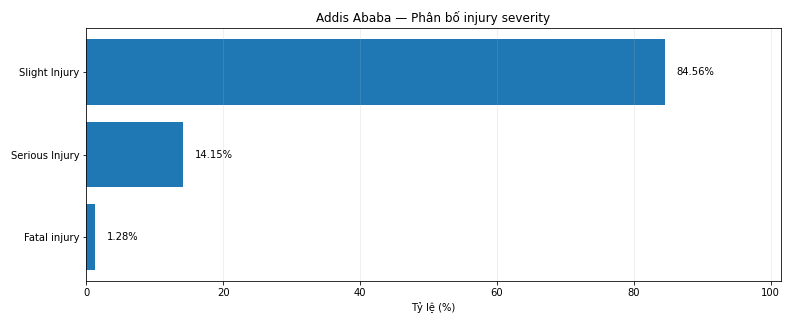 Addis Ababa — Phân bố injury severity
Slight Injury
84.56%
Serious Injury
14.15%
Fatal injury
1.28%
0 20 40 60 80 100
Tỷ lệ (%)